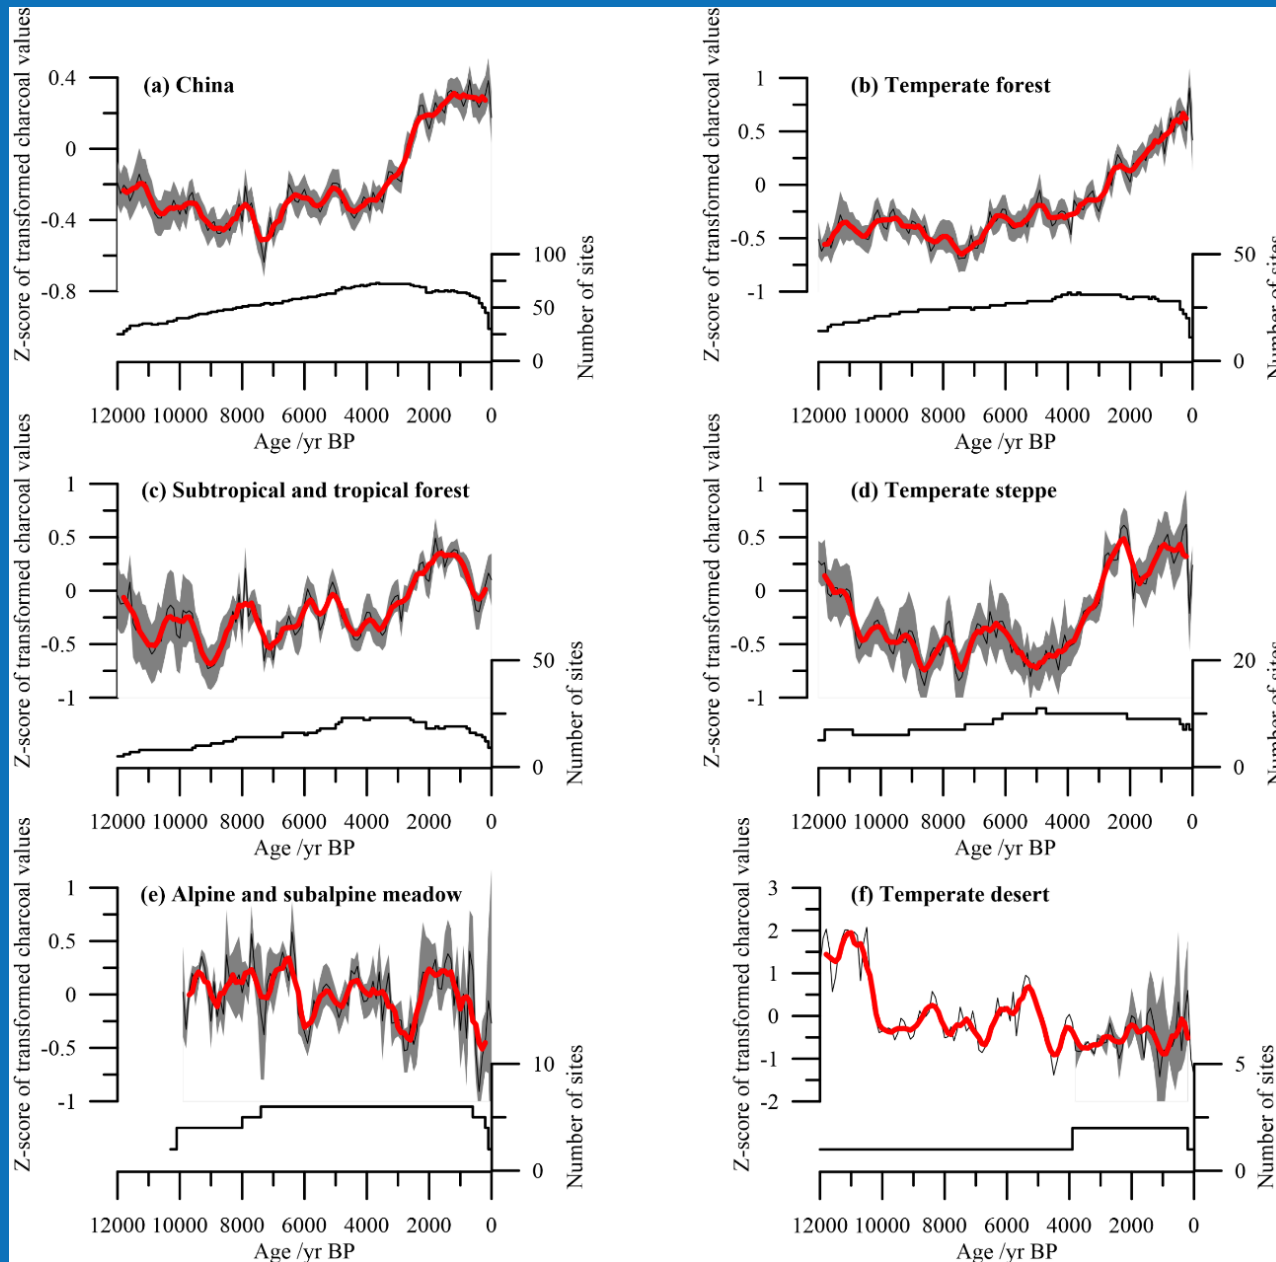 (a) China
Z-score of transformed charcoal values
0.4
0
-0.4
-0.8
100
50
0
Number of sites
12000 10000 8000 6000 4000 2000 0
Age /yr BP
(b) Temperate forest
Z-score of transformed charcoal values
1
0.5
0
-0.5
-1
50
0
Number of sites
12000 10000 8000 6000 4000 2000 0
Age /yr BP
(c) Subtropical and tropical forest
Z-score of transformed charcoal values
1
0.5
0
-0.5
-1
50
0
Number of sites
12000 10000 8000 6000 4000 2000 0
Age /yr BP
(d) Temperate steppe
Z-score of transformed charcoal values
1
0.5
0
-0.5
-1
20
0
Number of sites
12000 10000 8000 6000 4000 2000 0
Age /yr BP
(e) Alpine and subalpine meadow
Z-score of transformed charcoal values
1
0.5
0
-0.5
-1
10
0
Number of sites
12000 10000 8000 6000 4000 2000 0
Age /yr BP
(f) Temperate desert
Z-score of transformed charcoal values
3
2
1
0
-1
-2
5
0
Number of sites
12000 10000 8000 6000 4000 2000 0
Age /yr BP